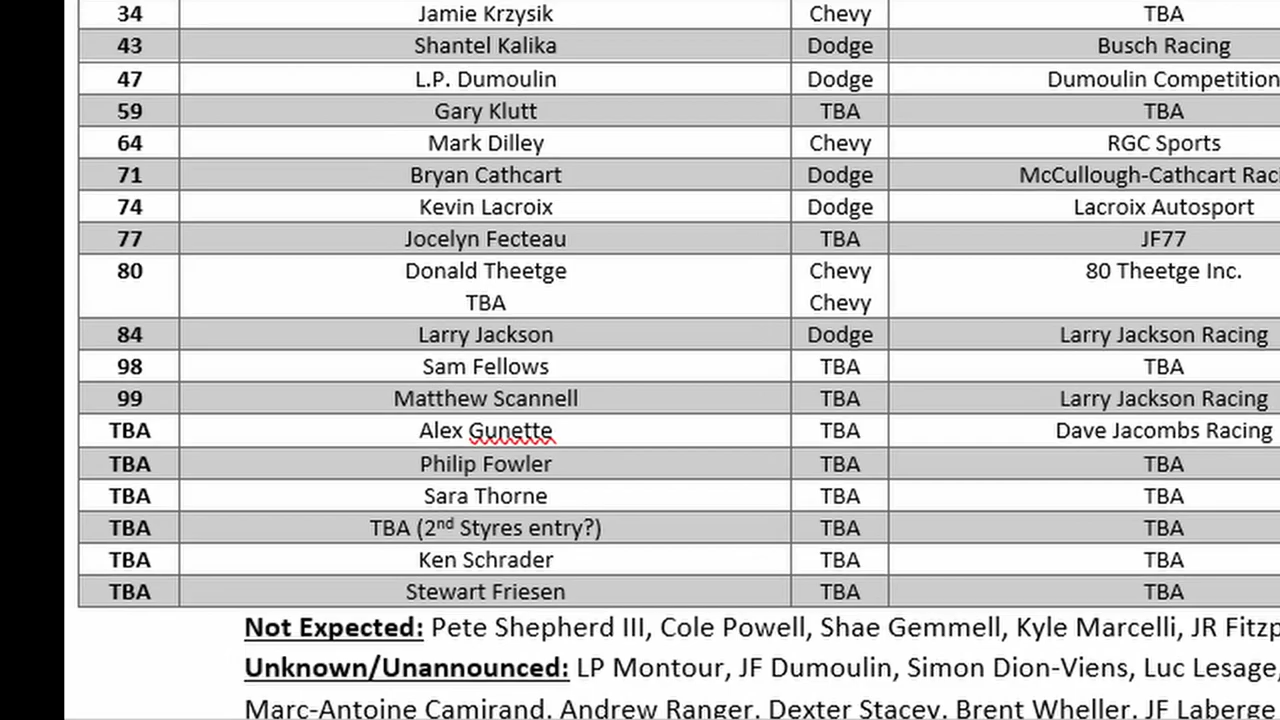 34 Jamie Krzysik Chevy TBA
43 Shantel Kalika Dodge Busch Racing
47 L.P. Dumoulin Dodge Dumoulin Competition
59 Gary Klutt TBA TBA
64 Mark Dilley Chevy RGC Sports
71 Bryan Cathcart Dodge McCullough-Cathcart Raci
74 Kevin Lacroix Dodge Lacroix Autosport
77 Jocelyn Fecteau TBA JF77
80 Donald Theetge Chevy 80 Theetge Inc.
TBA Chevy
84 Larry Jackson Dodge Larry Jackson Racing
98 Sam Fellows TBA TBA
99 Matthew Scannell TBA Larry Jackson Racing
TBA Alex Gunette TBA Dave Jacombs Racing
TBA Philip Fowler TBA TBA
TBA Sara Thorne TBA TBA
TBA TBA (2nd Styres entry?) TBA TBA
TBA Ken Schrader TBA TBA
TBA Stewart Friesen TBA TBA
Not Expected: Pete Shepherd III, Cole Powell, Shae Gemmell, Kyle Marcelli, JR Fitzp
Unknown/Unannounced: LP Montour, JF Dumoulin, Simon Dion-Viens, Luc Lesage,
Marc-Antoine Camirand, Andrew Ranger, Dexter Stacey, Brent Wheller, JF Laberge